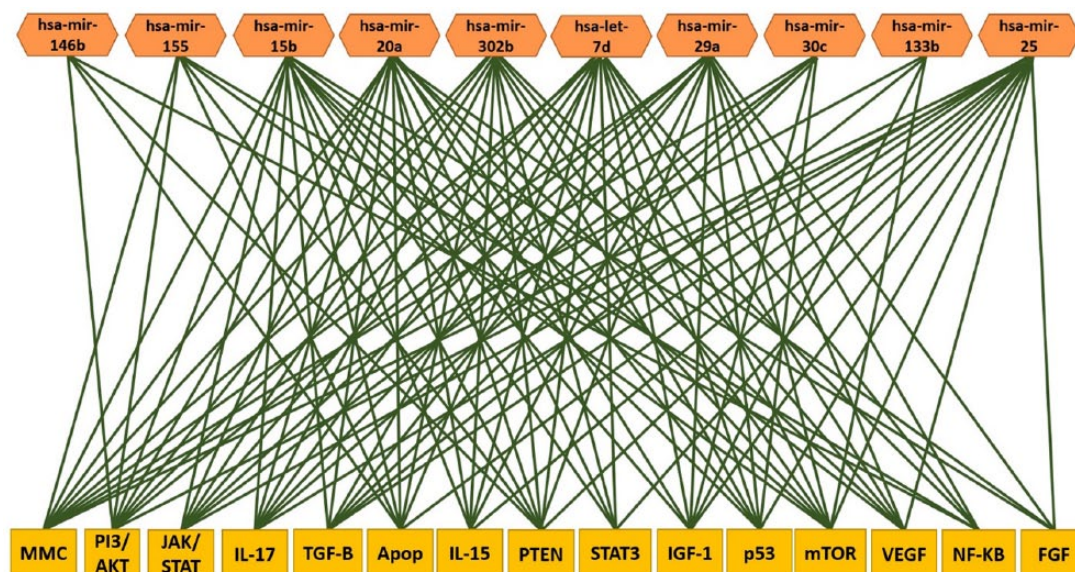 hsa-mir-
146b
hsa-mir-
155
hsa-mir-
15b
hsa-mir-
20a
hsa-mir-
302b
hsa-let-
7d
hsa-mir-
29a
hsa-mir-
30c
hsa-mir-
133b
hsa-mir-
25
MMC
PI3/
AKT
JAK/
STAT
IL-17
TGF-B
Apop
IL-15
PTEN
STAT3
IGF-1
p53
mTOR
VEGF
NF-KB
FGF